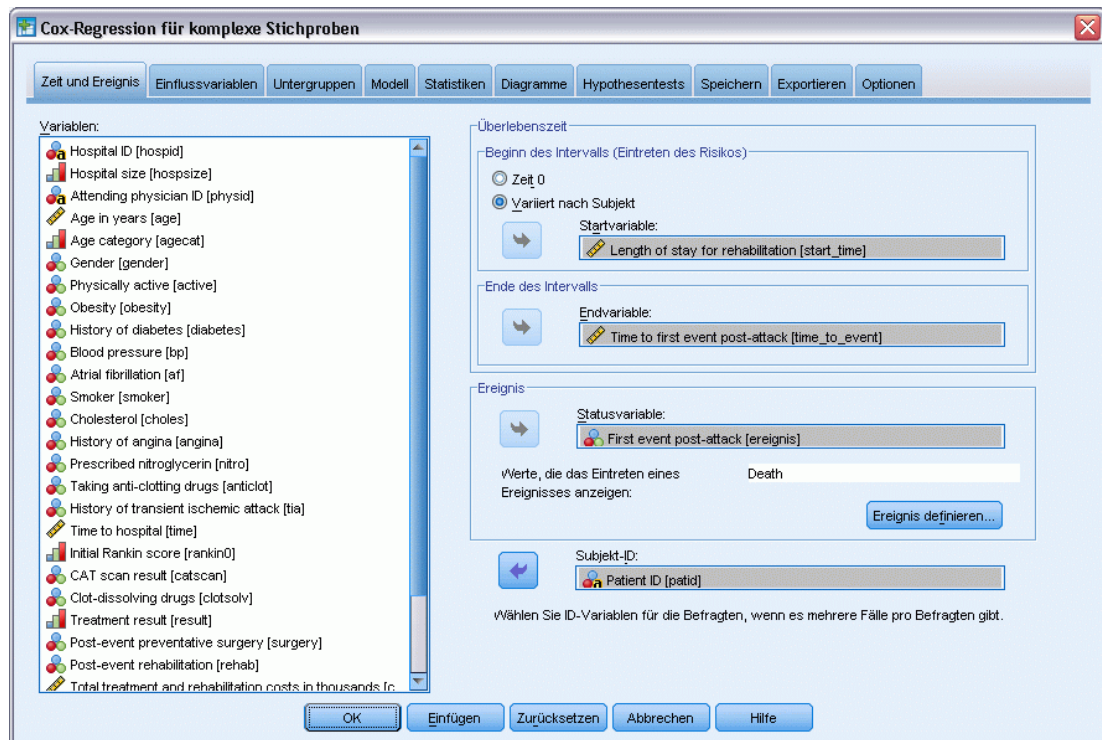 Cox-Regression für komplexe Stichproben
Zeit und Ereignis
Einflussvariablen
Untergruppen
Modell
Statistiken
Diagramme
Hypothesentests
Speichern
Exportieren
Optionen
Variablen:
Hospital ID [hospid]
Hospital size [hospsize]
Attending physician ID [physid]
Age in years [age]
Age category [agecat]
Gender [gender]
Physically active [active]
Obesity [obesity]
History of diabetes [diabetes]
Blood pressure [bp]
Atrial fibrillation [af]
Smoker [smoker]
Cholesterol [choles]
History of angina [angina]
Prescribed nitroglycerin [nitro]
Taking anti-clotting drugs [anticlot]
History of transient ischemic attack [tia]
Time to hospital [time]
Initial Rankin score [rankin0]
CAT scan result [catscan]
Clot-dissolving drugs [clotsolv]
Treatment result [result]
Post-event preventative surgery [surgery]
Post-event rehabilitation [rehab]
Total treatment and rehabilitation costs in thousands [c
Überlebenszeit
Beginn des Intervalls (Eintreten des Risikos)
Zeit 0
Variiert nach Subjekt
Startvariable:
Length of stay for rehabilitation [start_time]
Ende des Intervalls
Endvariable:
Time to first event post-attack [time_to_event]
Ereignis
Statusvariable:
First event post-attack [ereignis]
Werte, die das Eintreten eines
Ereignisses anzeigen:
Death
Ereignis definieren...
Subjekt-ID:
Patient ID [patid]
Wählen Sie ID-Variablen für die Befragten, wenn es mehrere Fälle pro Befragten gibt.
OK
Einfügen
Zurücksetzen
Abbrechen
Hilfe